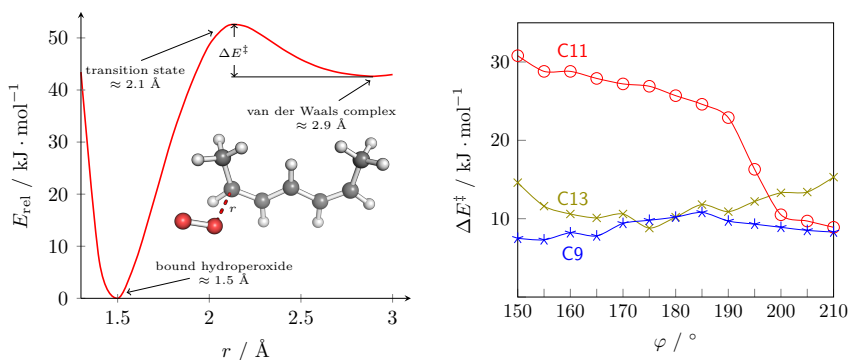 50
40
30
20
10
0
E_rel / kJ · mol⁻¹
transition state
≈ 2.1 Å
ΔE‡
van der Waals complex
≈ 2.9 Å
r
bound hydroperoxide
≈ 1.5 Å
1.5 2 2.5 3
r / Å
30
20
10
0
ΔE‡ / kJ · mol⁻¹
C11
C13
C9
150 160 170 180 190 200 210
φ / °